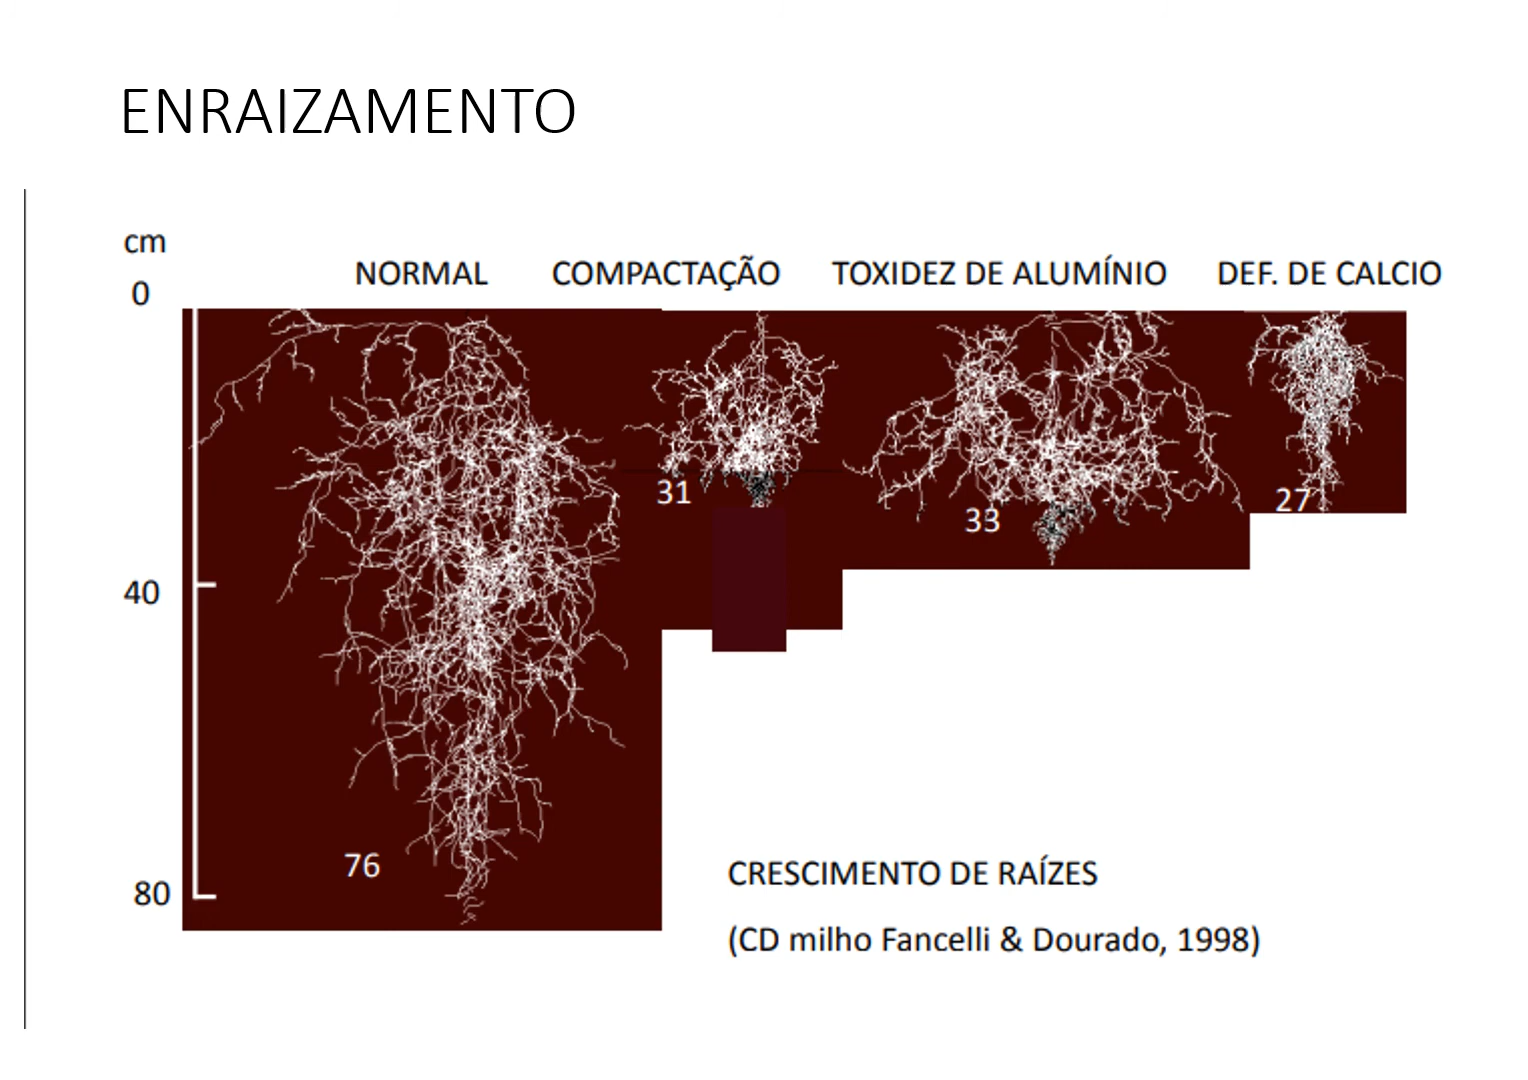 ENRAIZAMENTO
cm
NORMAL COMPACTAÇÃO TOXIDEZ DE ALUMÍNIO DEF. DE CALCIO
0
31
27
33
40
76
80
CRESCIMENTO DE RAÍZES
(CD milho Fancelli & Dourado, 1998)